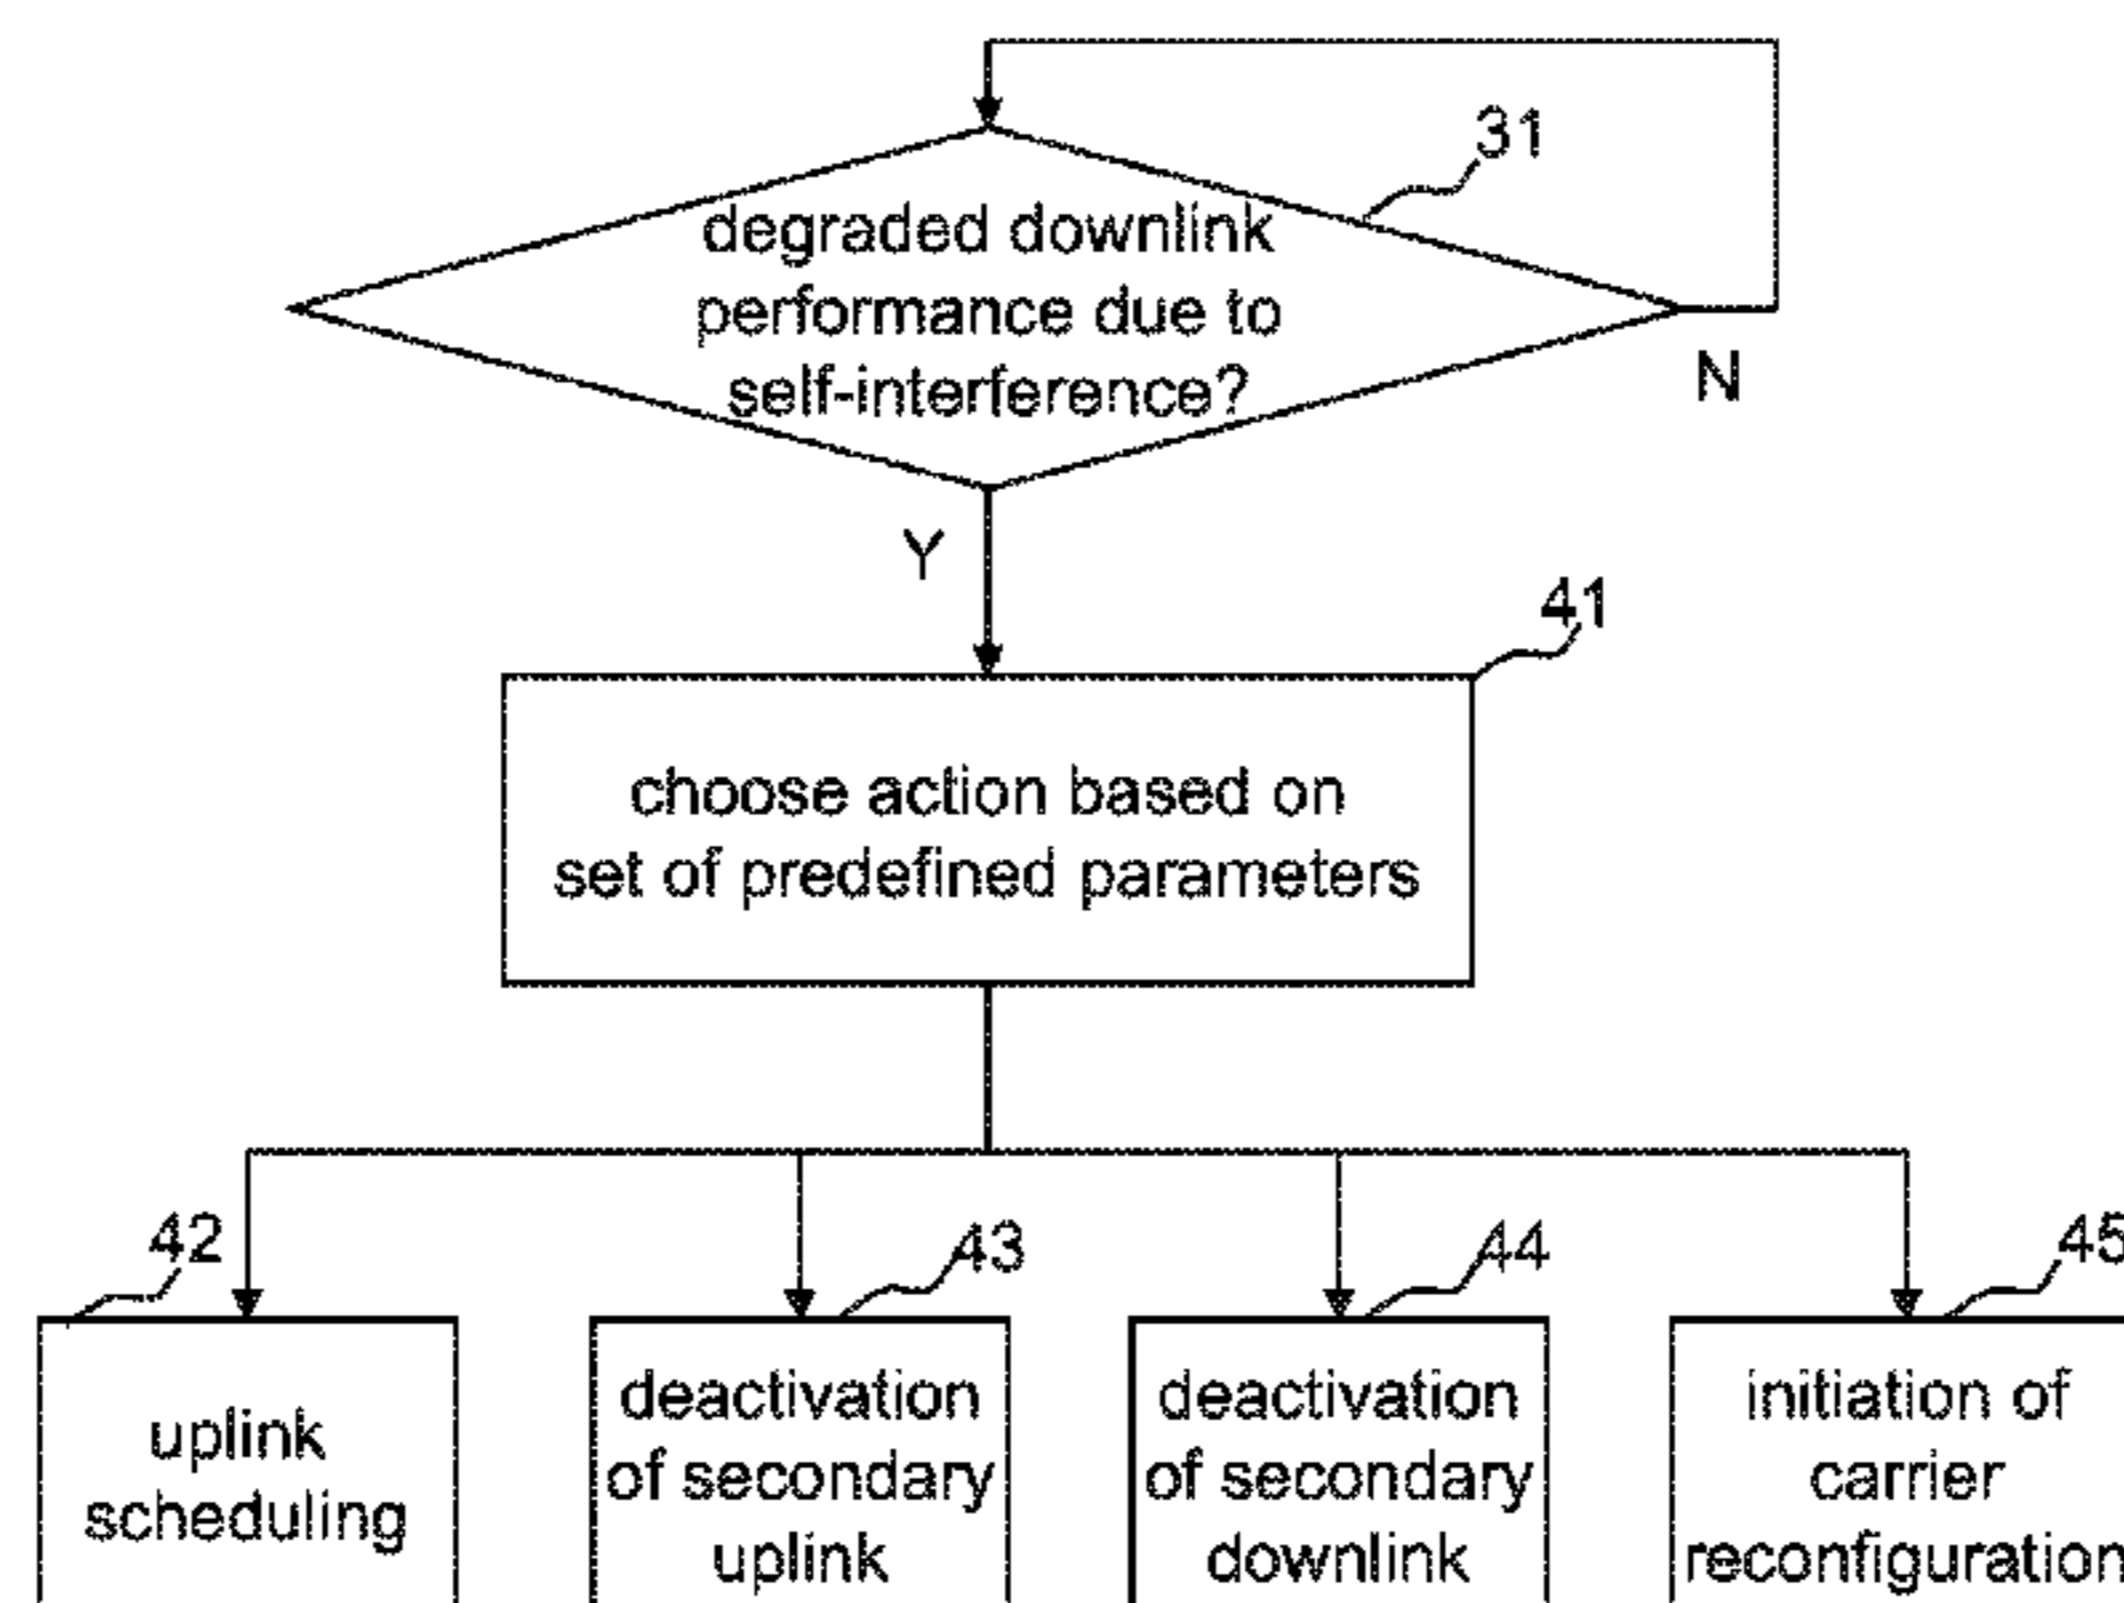 31
degraded downlink
performance due to
self-interference?
N
Y
41
choose action based on
set of predefined parameters
42
43
44
45
uplink
scheduling
deactivation
of secondary
uplink
deactivation
of secondary
downlink
initiation of
carrier
reconfiguration